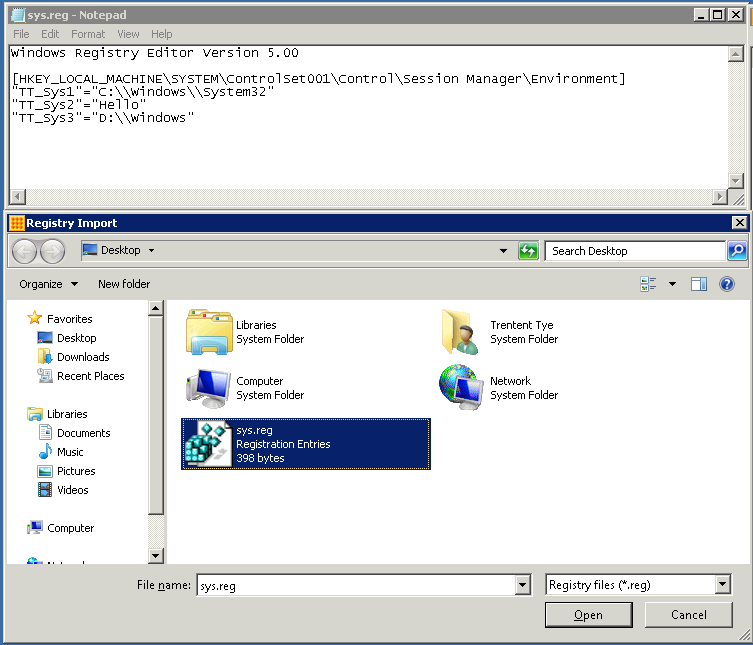 sys.reg - Notepad
File Edit Format View Help
Windows Registry Editor Version 5.00
[HKEY_LOCAL_MACHINE\SYSTEM\ControlSet001\Control\Session Manager\Environment]
"TT_Sys1"="C:\\Windows\\System32"
"TT_Sys2"="Hello"
"TT_Sys3"="D:\\Windows"
Registry Import
Desktop
Search Desktop
Organize New folder
Favorites
Desktop
Downloads
Recent Places
Libraries
Documents
Music
Pictures
Videos
Computer
Libraries
System Folder
Trentent Tye
System Folder
Computer
System Folder
Network
System Folder
sys.reg
Registration Entries
398 bytes
File name: sys.reg
Registry files (*.reg)
Open Cancel